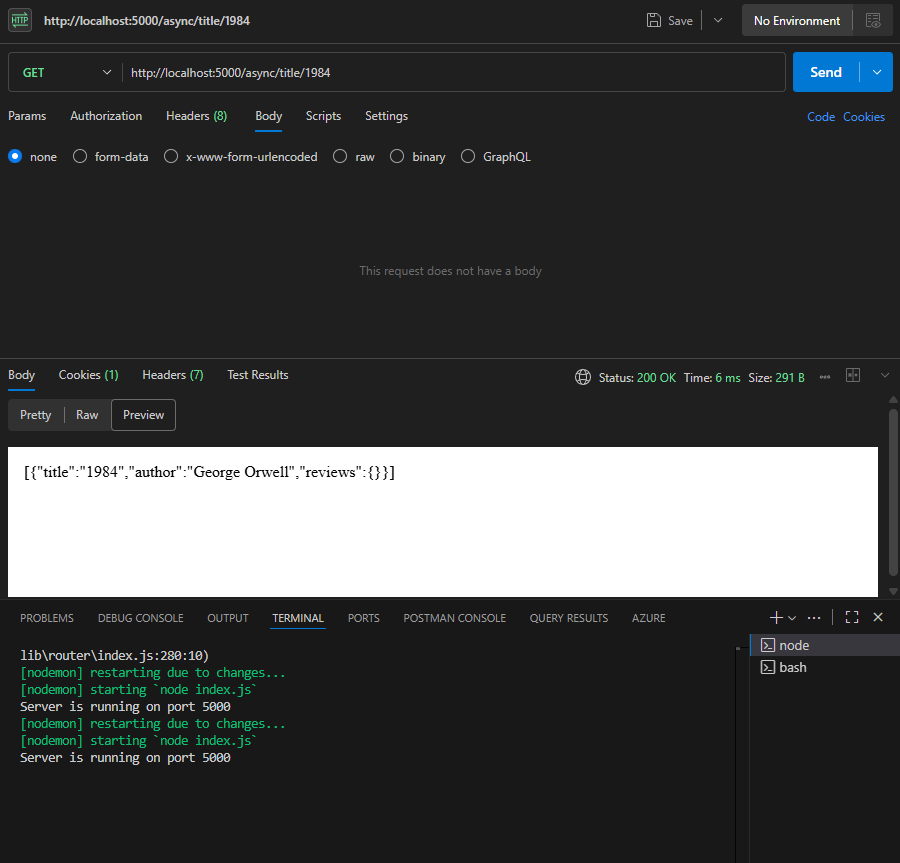 HTTP http://localhost:5000/async/title/1984 Save No Environment
GET http://localhost:5000/async/title/1984 Send
Params Authorization Headers (8) Body Scripts Settings Code Cookies
none form-data x-www-form-urlencoded raw binary GraphQL
This request does not have a body
Body Cookies (1) Headers (7) Test Results Status: 200 OK Time: 6 ms Size: 291 B
Pretty Raw Preview
[{"title":"1984","author":"George Orwell","reviews":{}}]
PROBLEMS DEBUG CONSOLE OUTPUT TERMINAL PORTS POSTMAN CONSOLE QUERY RESULTS AZURE
lib\router\index.js:280:10)
[nodemon] restarting due to changes...
[nodemon] starting `node index.js`
Server is running on port 5000
[nodemon] restarting due to changes...
[nodemon] starting `node index.js`
Server is running on port 5000
node
bash